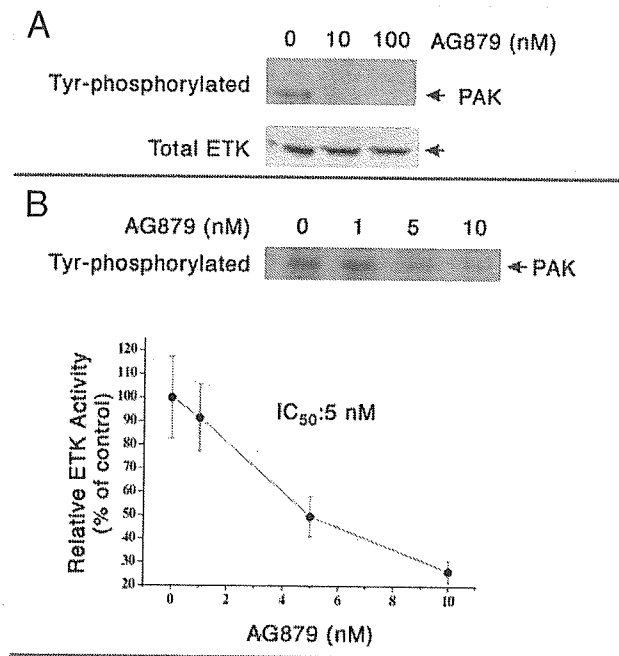 A
0 10 100 AG879 (nM)
Tyr-phosphorylated PAK
Total ETK
B
AG879 (nM) 0 1 5 10
Tyr-phosphorylated PAK
Relative ETK Activity
(% of control)
120
110
100
90
80
70
60
50
40
30
20
IC50:5 nM
0 2 4 6 8 10
AG879 (nM)